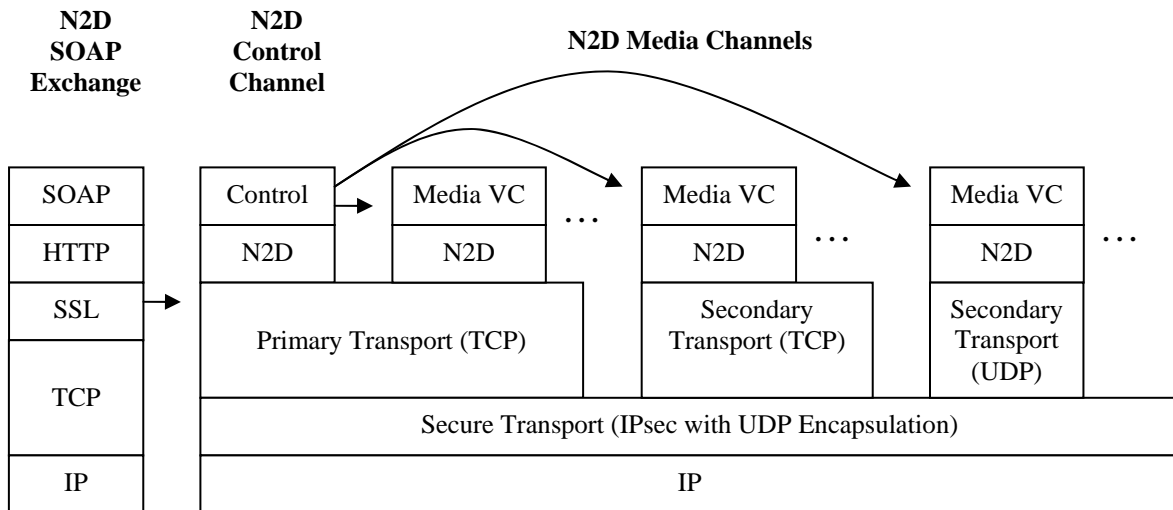 N2D
SOAP
Exchange
N2D
Control
Channel
N2D Media Channels
SOAP
Control
Media VC
...
Media VC
...
Media VC
...
HTTP
N2D
N2D
N2D
N2D
SSL
Primary Transport (TCP)
Secondary
Transport (TCP)
Secondary
Transport
(UDP)
TCP
Secure Transport (IPsec with UDP Encapsulation)
IP
IP